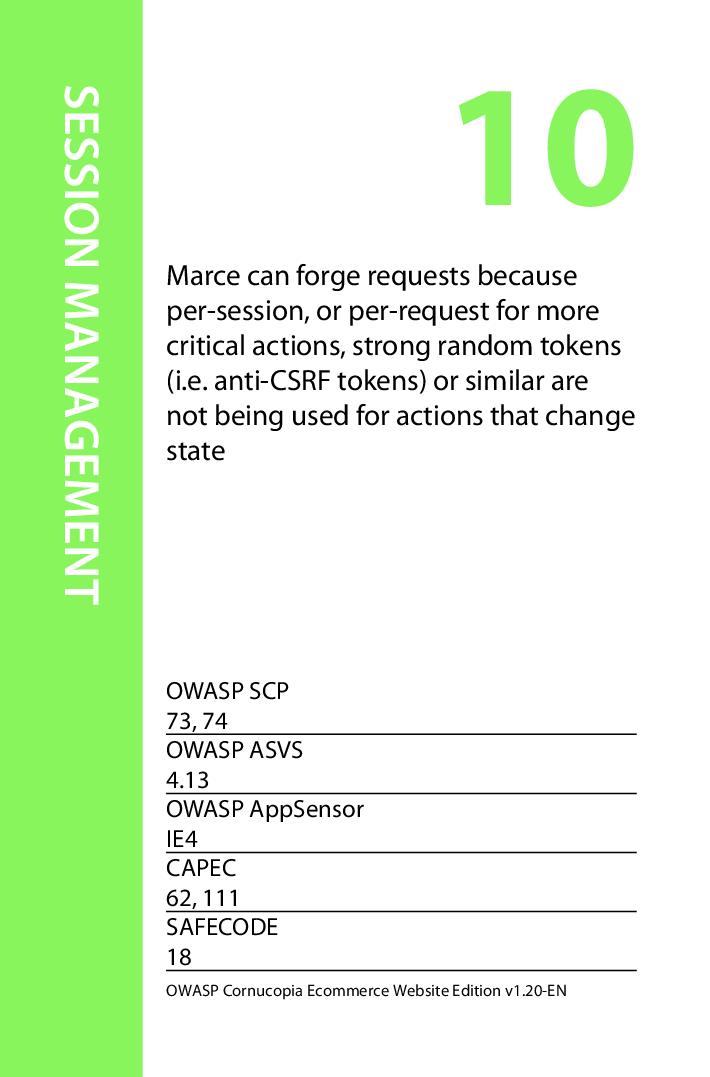 SESSION MANAGEMENT
10
Marce can forge requests because
per-session, or per-request for more
critical actions, strong random tokens
(i.e. anti-CSRF tokens) or similar are
not being used for actions that change
state
OWASP SCP
73, 74
OWASP ASVS
4.13
OWASP AppSensor
IE4
CAPEC
62, 111
SAFECODE
18
OWASP Cornucopia Ecommerce Website Edition v1.20-EN